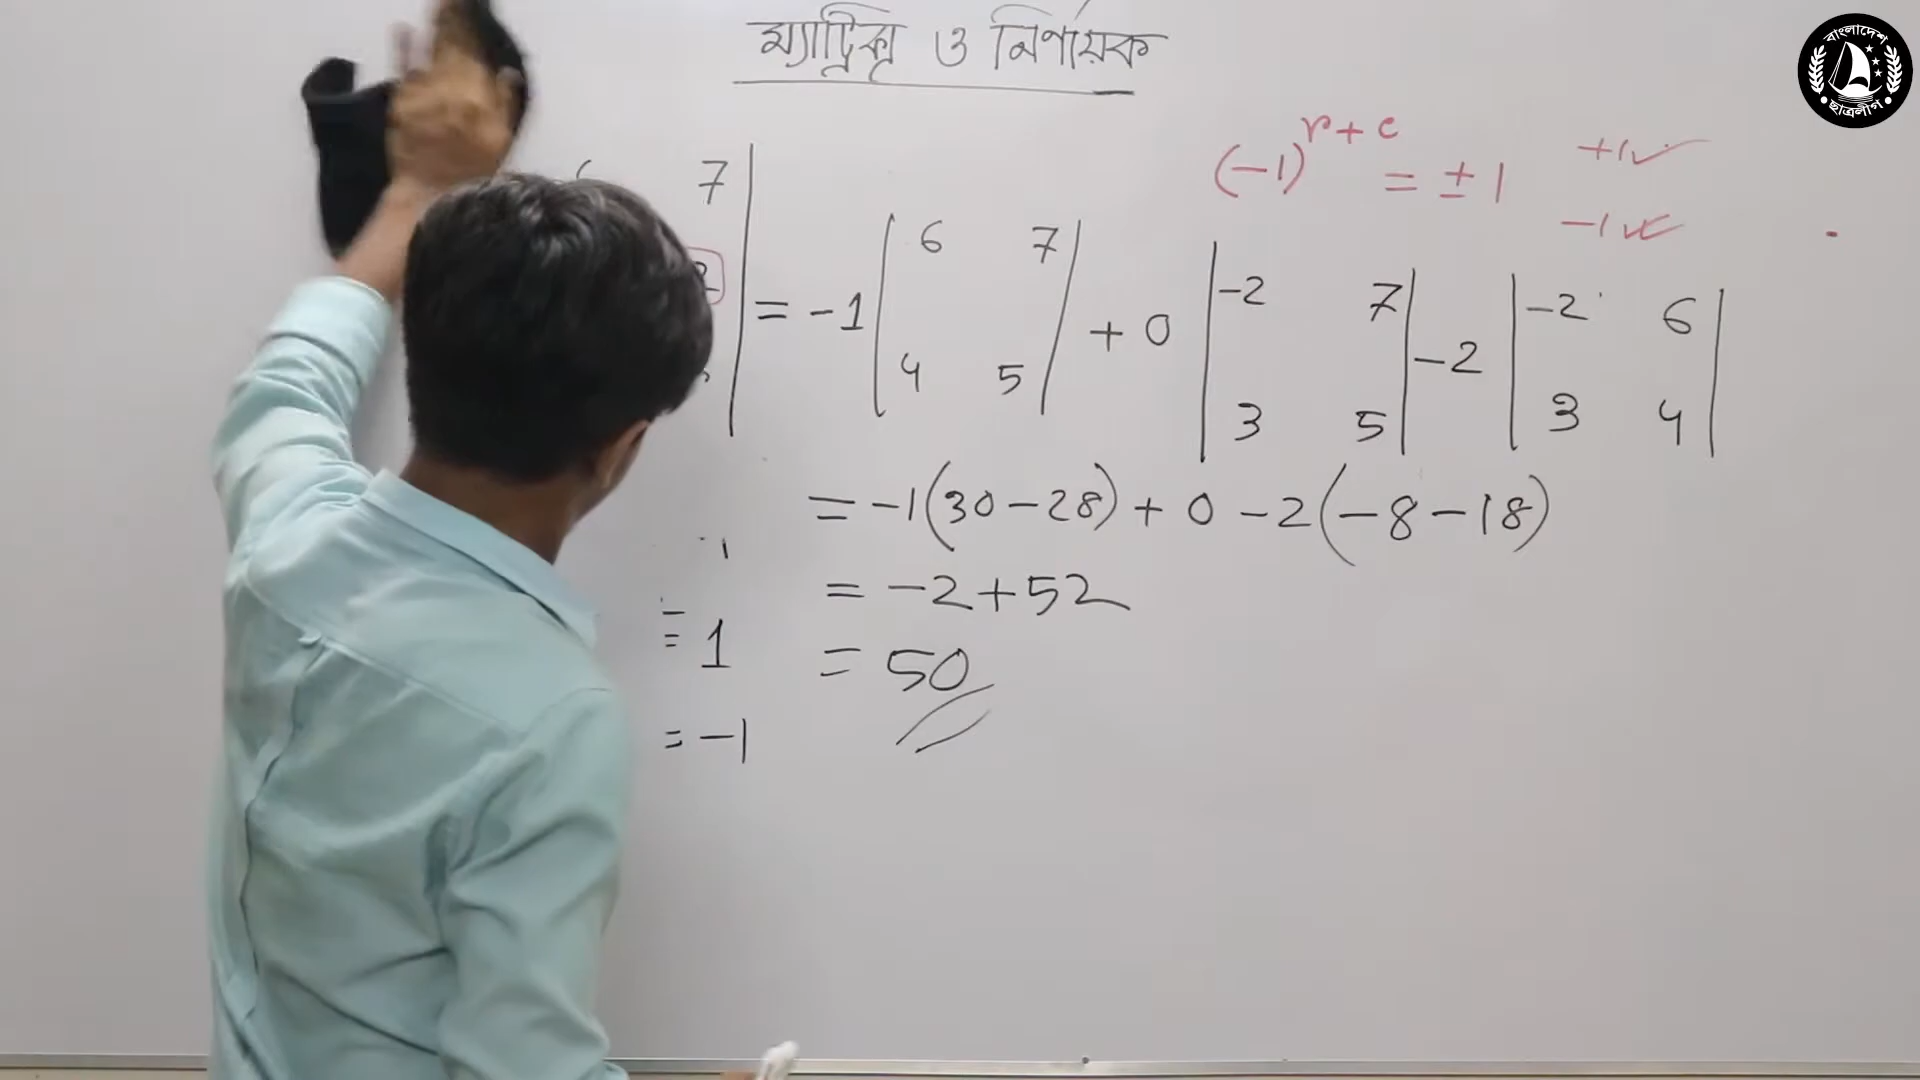 ম্যাট্রিক্স ও নির্ণায়ক
বাংলাদেশ
ছাত্রলীগ
(-1)^{r+c} = ±1
+1✓
-1✓
7 | = -1 |6 7| + 0 |-2 7| -2 |-2 6|
|4 5| |3 5| |3 4|
= -1(30-28) + 0 -2(-8-18)
= -2+52
= 1
= 50
= -1